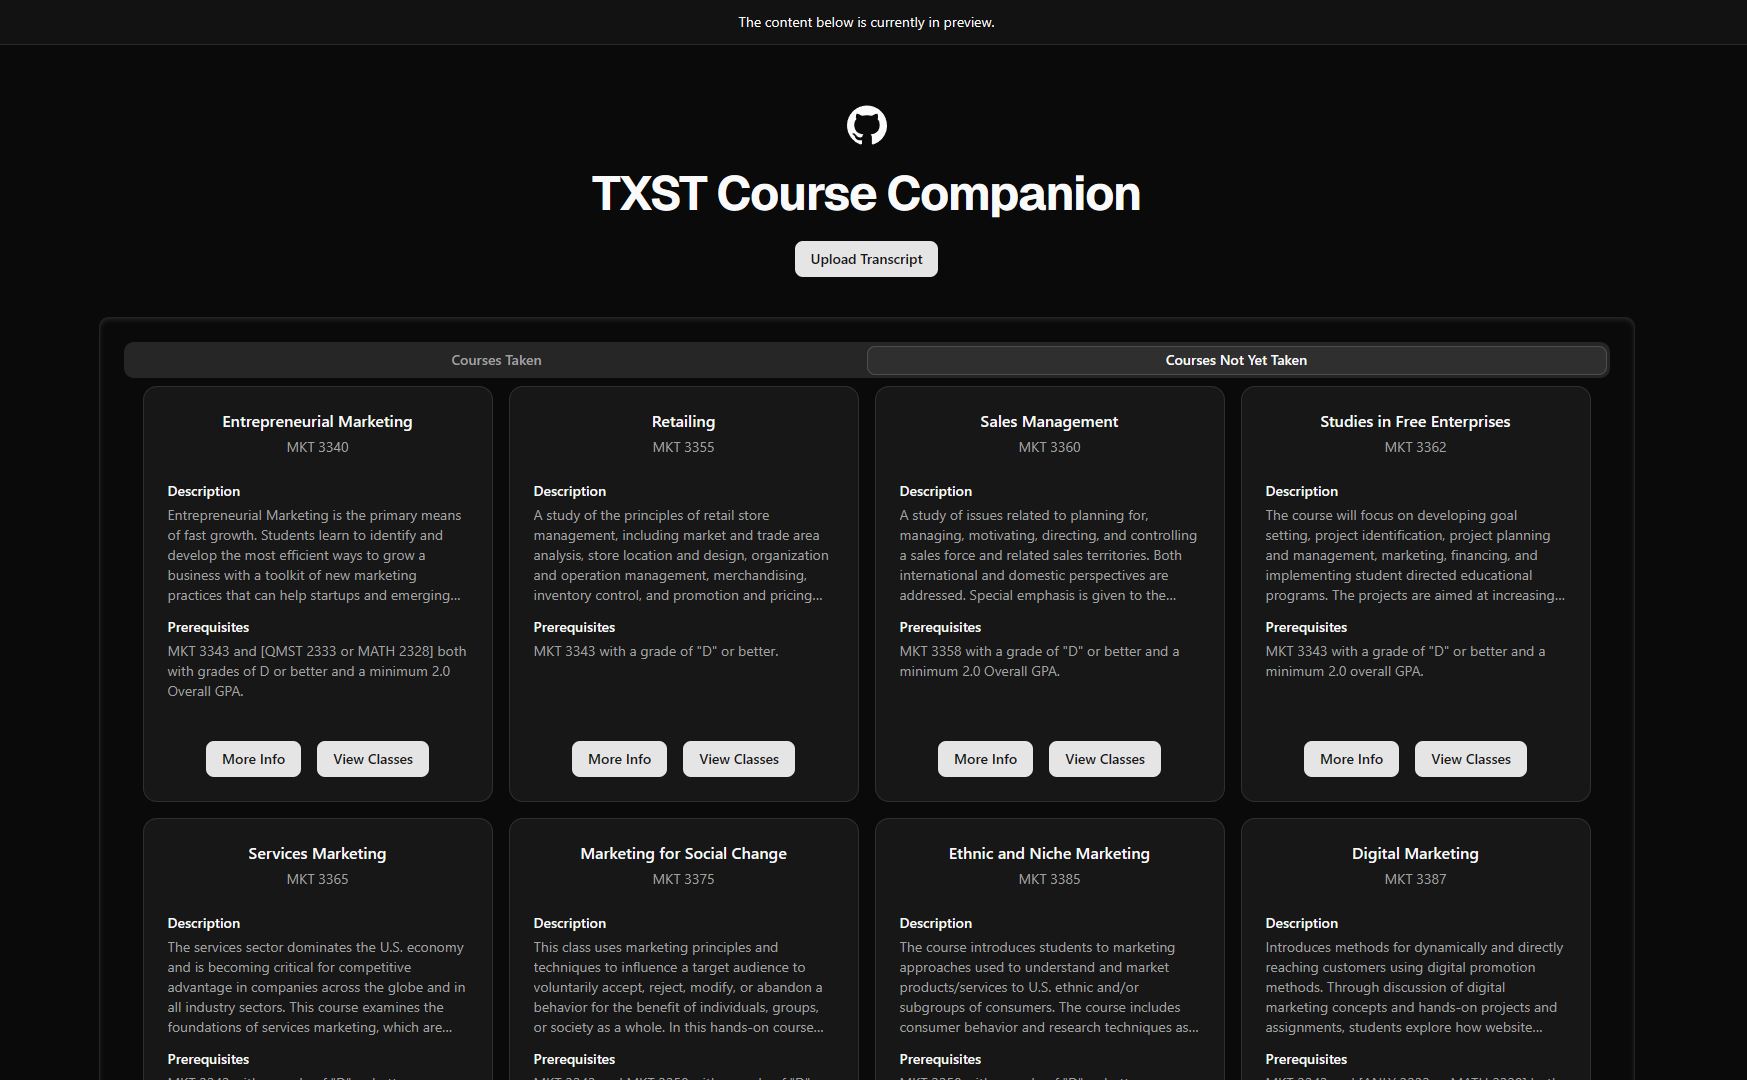 The content below is currently in preview.
TXST Course Companion
Upload Transcript
Courses Taken
Courses Not Yet Taken
Entrepreneurial Marketing
MKT 3340
Description
Entrepreneurial Marketing is the primary means
of fast growth. Students learn to identify and
develop the most efficient ways to grow a
business with a toolkit of new marketing
practices that can help startups and emerging...
Prerequisites
MKT 3343 and [QMST 2333 or MATH 2328] both
with grades of D or better and a minimum 2.0
Overall GPA.
More Info
View Classes
Retailing
MKT 3355
Description
A study of the principles of retail store
management, including market and trade area
analysis, store location and design, organization
and operation management, merchandising,
inventory control, and promotion and pricing...
Prerequisites
MKT 3343 with a grade of "D" or better.
More Info
View Classes
Sales Management
MKT 3360
Description
A study of issues related to planning for,
managing, motivating, directing, and controlling
a sales force and related sales territories. Both
international and domestic perspectives are
addressed. Special emphasis is given to the...
Prerequisites
MKT 3358 with a grade of "D" or better and a
minimum 2.0 Overall GPA.
More Info
View Classes
Studies in Free Enterprises
MKT 3362
Description
The course will focus on developing goal
setting, project identification, project planning
and management, marketing, financing, and
implementing student directed educational
programs. The projects are aimed at increasing...
Prerequisites
MKT 3343 with a grade of "D" or better and a
minimum 2.0 overall GPA.
More Info
View Classes
Services Marketing
MKT 3365
Description
The services sector dominates the U.S. economy
and is becoming critical for competitive
advantage in companies across the globe and in
all industry sectors. This course examines the
foundations of services marketing, which are...
Prerequisites
Marketing for Social Change
MKT 3375
Description
This class uses marketing principles and
techniques to influence a target audience to
voluntarily accept, reject, modify, or abandon a
behavior for the benefit of individuals, groups,
or society as a whole. In this hands-on course...
Prerequisites
Ethnic and Niche Marketing
MKT 3385
Description
The course introduces students to marketing
approaches used to understand and market
products/services to U.S. ethnic and/or
subgroups of consumers. The course includes
consumer behavior and research techniques as...
Prerequisites
Digital Marketing
MKT 3387
Description
Introduces methods for dynamically and directly
reaching customers using digital promotion
methods. Through discussion of digital
marketing concepts and hands-on projects and
assignments, students explore how website...
Prerequisites